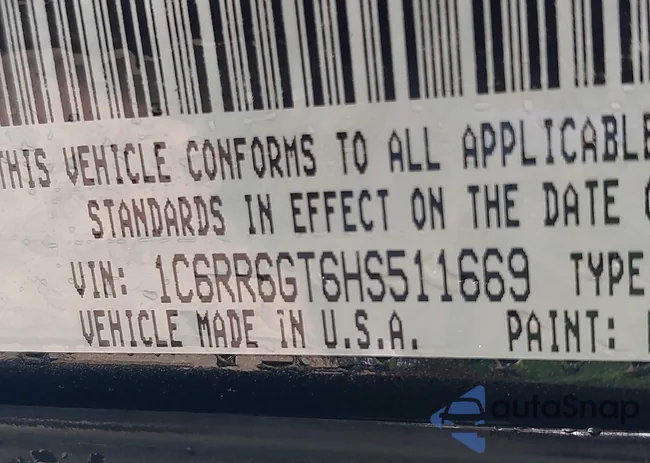 THIS VEHICLE CONFORMS TO ALL APPLICABLE
STANDARDS IN EFFECT ON THE DATE
VIN: 1C6RR6GT6HS511669 TYPE
VEHICLE MADE IN U.S.A. PAINT:
autoSnap